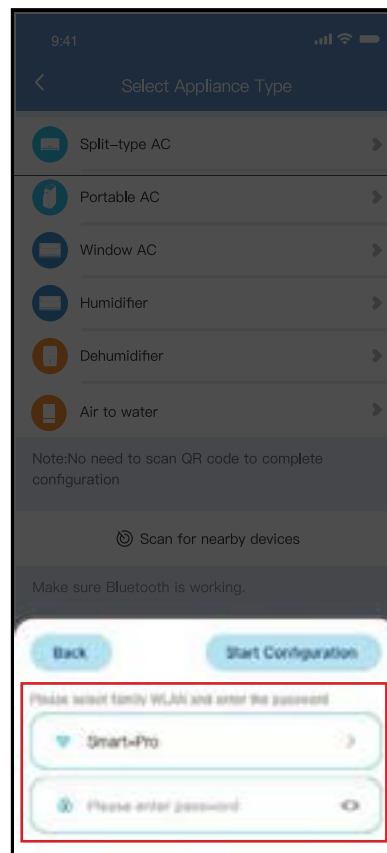 9:41
Select Appliance Type
Split-type AC
Portable AC
Window AC
Humidifier
Dehumidifier
Air to water
Note:No need to scan QR code to complete
configuration
Scan for nearby devices
Make sure Bluetooth is working.
Back
Start Configuration
Please select family WLAN and enter the password
Smart-Pro
Please enter password